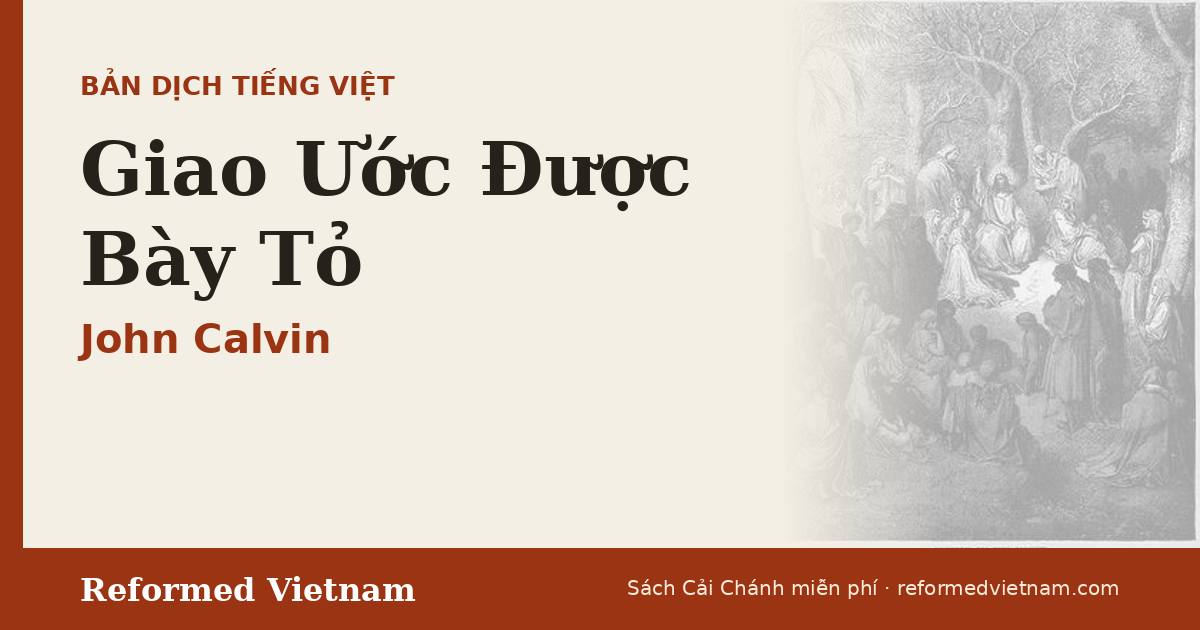 BẢN DỊCH TIẾNG VIỆT
Giao Ước Được
Bày Tỏ
John Calvin
Reformed Vietnam
Sách Cải Chánh miễn phí · reformedvietnam.com